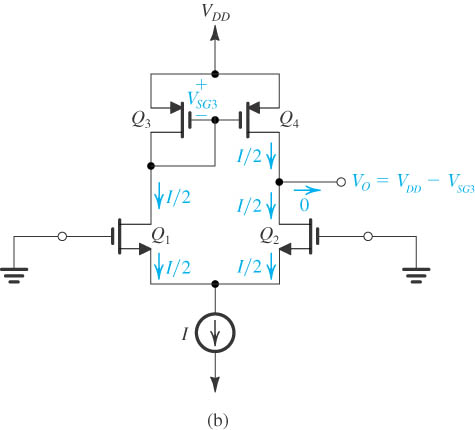 V_DD
+
V_SG3
−
Q_3
Q_4
I/2
V_O = V_DD − V_SG3
I/2
I/2
0
Q_1
Q_2
I/2
I/2
I
(b)